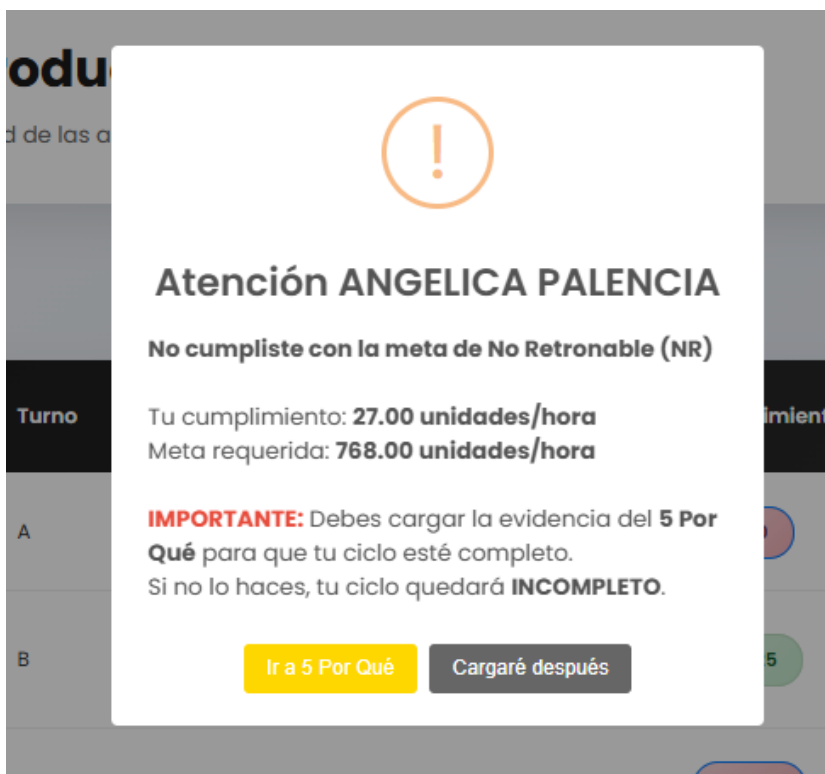 odu
d de las a
!
Atención ANGELICA PALENCIA
No cumpliste con la meta de No Retronable (NR)
Turno
Tu cumplimiento: 27.00 unidades/hora
imient
Meta requerida: 768.00 unidades/hora
A
IMPORTANTE: Debes cargar la evidencia del 5 Por
Qué para que tu ciclo esté completo.
Si no lo haces, tu ciclo quedará INCOMPLETO.
B
Ir a 5 Por Qué
Cargaré después
5